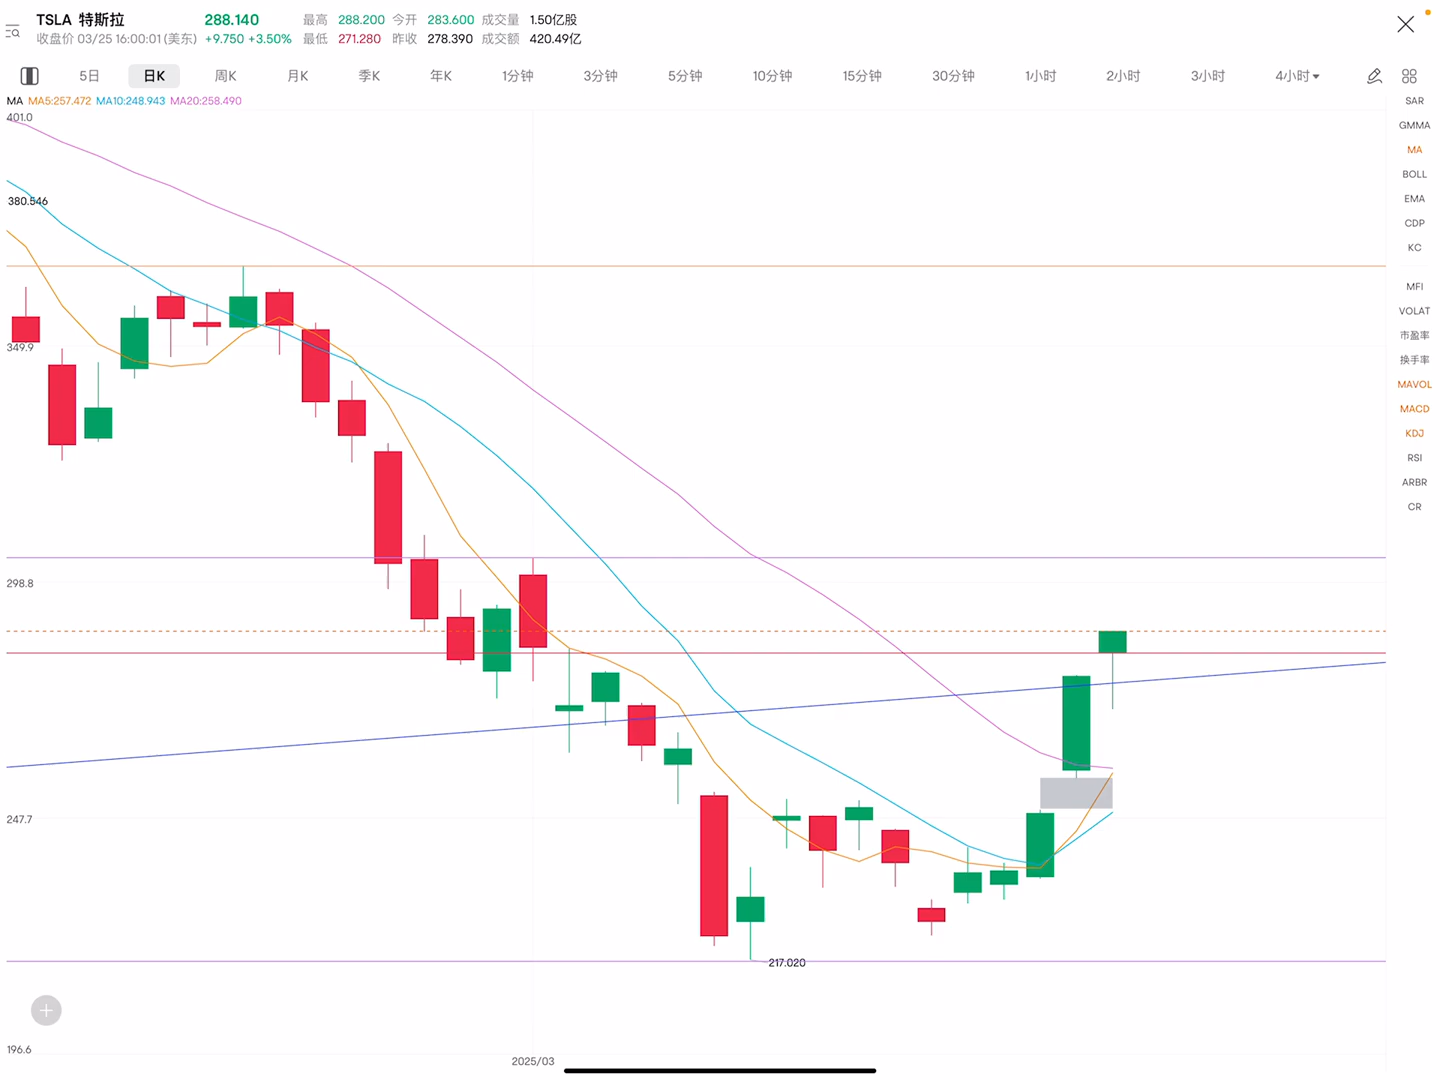 TSLA 特斯拉 288.140 最高 288.200 今开 283.600 成交量 1.50亿股
收盘价 03/25 16:00:01 (美东) +9.750 +3.50% 最低 271.280 昨收 278.390 成交额 420.49亿
5日 日K 周K 月K 季K 年K 1分钟 3分钟 5分钟 10分钟 15分钟 30分钟 1小时 2小时 3小时 4小时
MA MA5:257.472 MA10:248.943 MA20:258.490
401.0
380.546
349.9
298.8
247.7
217.020
196.6
2025/03
SAR
GMMA
MA
BOLL
EMA
CDP
KC
MFI
VOLAT
市盈率
换手率
MAVOL
MACD
KDJ
RSI
ARBR
CR